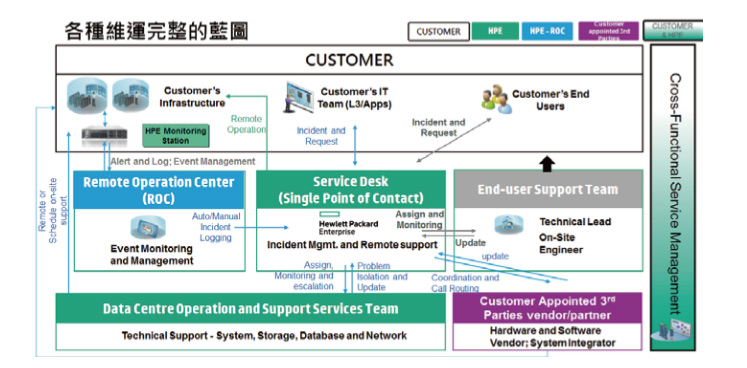 各種維運完整的藍圖
CUSTOMER
HPE
HPE - ROC
Customer
appointed 3rd
Parties
CUSTOMER
CUSTOMER
Customer's
Infrastructure
Customer's IT
Team (L3/Apps)
Customer's End
Users
Remote
Operation
HPE Monitoring
Station
Incident and
Request
Incident and
Request
Alert and Log; Event Management
Remote or
Schedule on-site
support
Remote Operation Center
(ROC)
Auto/Manual
Incident
Logging
Event Monitoring
and Management
Service Desk
(Single Point of Contact)
Hewlett Packard
Enterprise
Assign and
Monitoring
Incident Mgmt. and Remote support
End-user Support Team
Technical Lead
On-Site
Engineer
Update
update
Assign,
Monitoring and
escalation
Problem
Isolation and
Update
Coordination and
Call Routing
Data Centre Operation and Support Services Team
Technical Support - System, Storage, Database and Network
Customer Appointed 3rd
Parties vendor/partner
Hardware and Software
Vendor; System Integrator
Cross-Functional Service Management